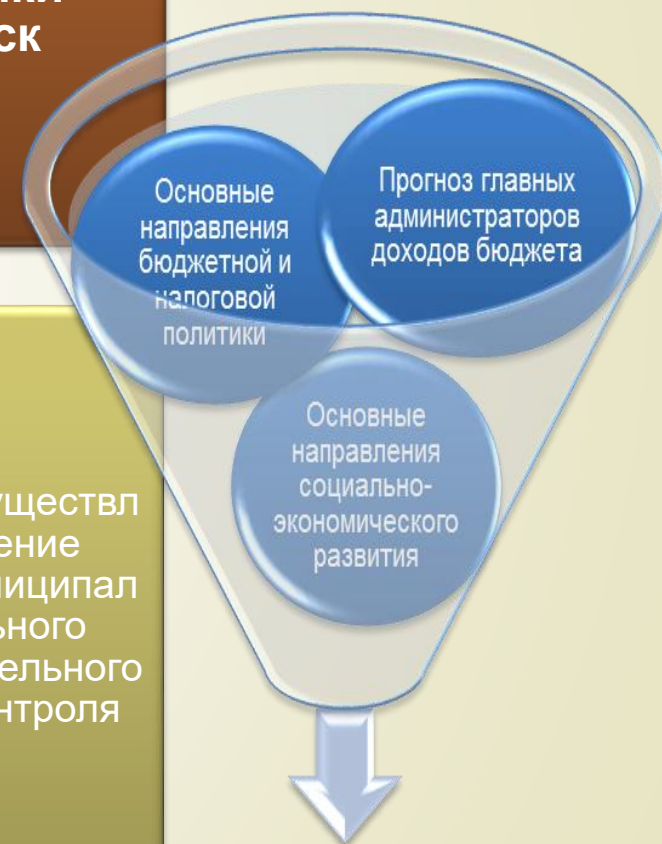 ск
Основные
направления
бюджетной и
налоговой
политики
Прогноз главных
администраторов
доходов бюджета
Основные
направления
социально-
экономического
развития
уществл
ение
ниципал
ьного
ельного
нтроля